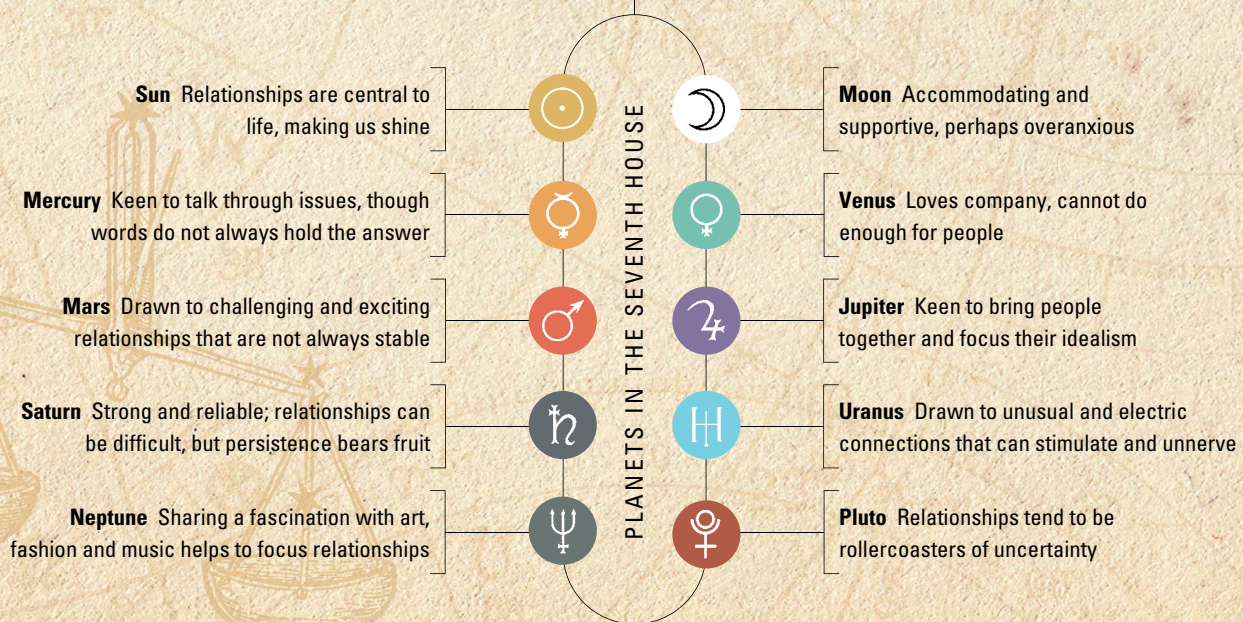 Sun Relationships are central to
life, making us shine
Mercury Keen to talk through issues, though
words do not always hold the answer
Mars Drawn to challenging and exciting
relationships that are not always stable
Saturn Strong and reliable; relationships can
be difficult, but persistence bears fruit
Neptune Sharing a fascination with art,
fashion and music helps to focus relationships
PLANETS IN THE SEVENTH HOUSE
Moon Accommodating and
supportive, perhaps overanxious
Venus Loves company, cannot do
enough for people
Jupiter Keen to bring people
together and focus their idealism
Uranus Drawn to unusual and electric
connections that can stimulate and unnerve
Pluto Relationships tend to be
rollercoasters of uncertainty